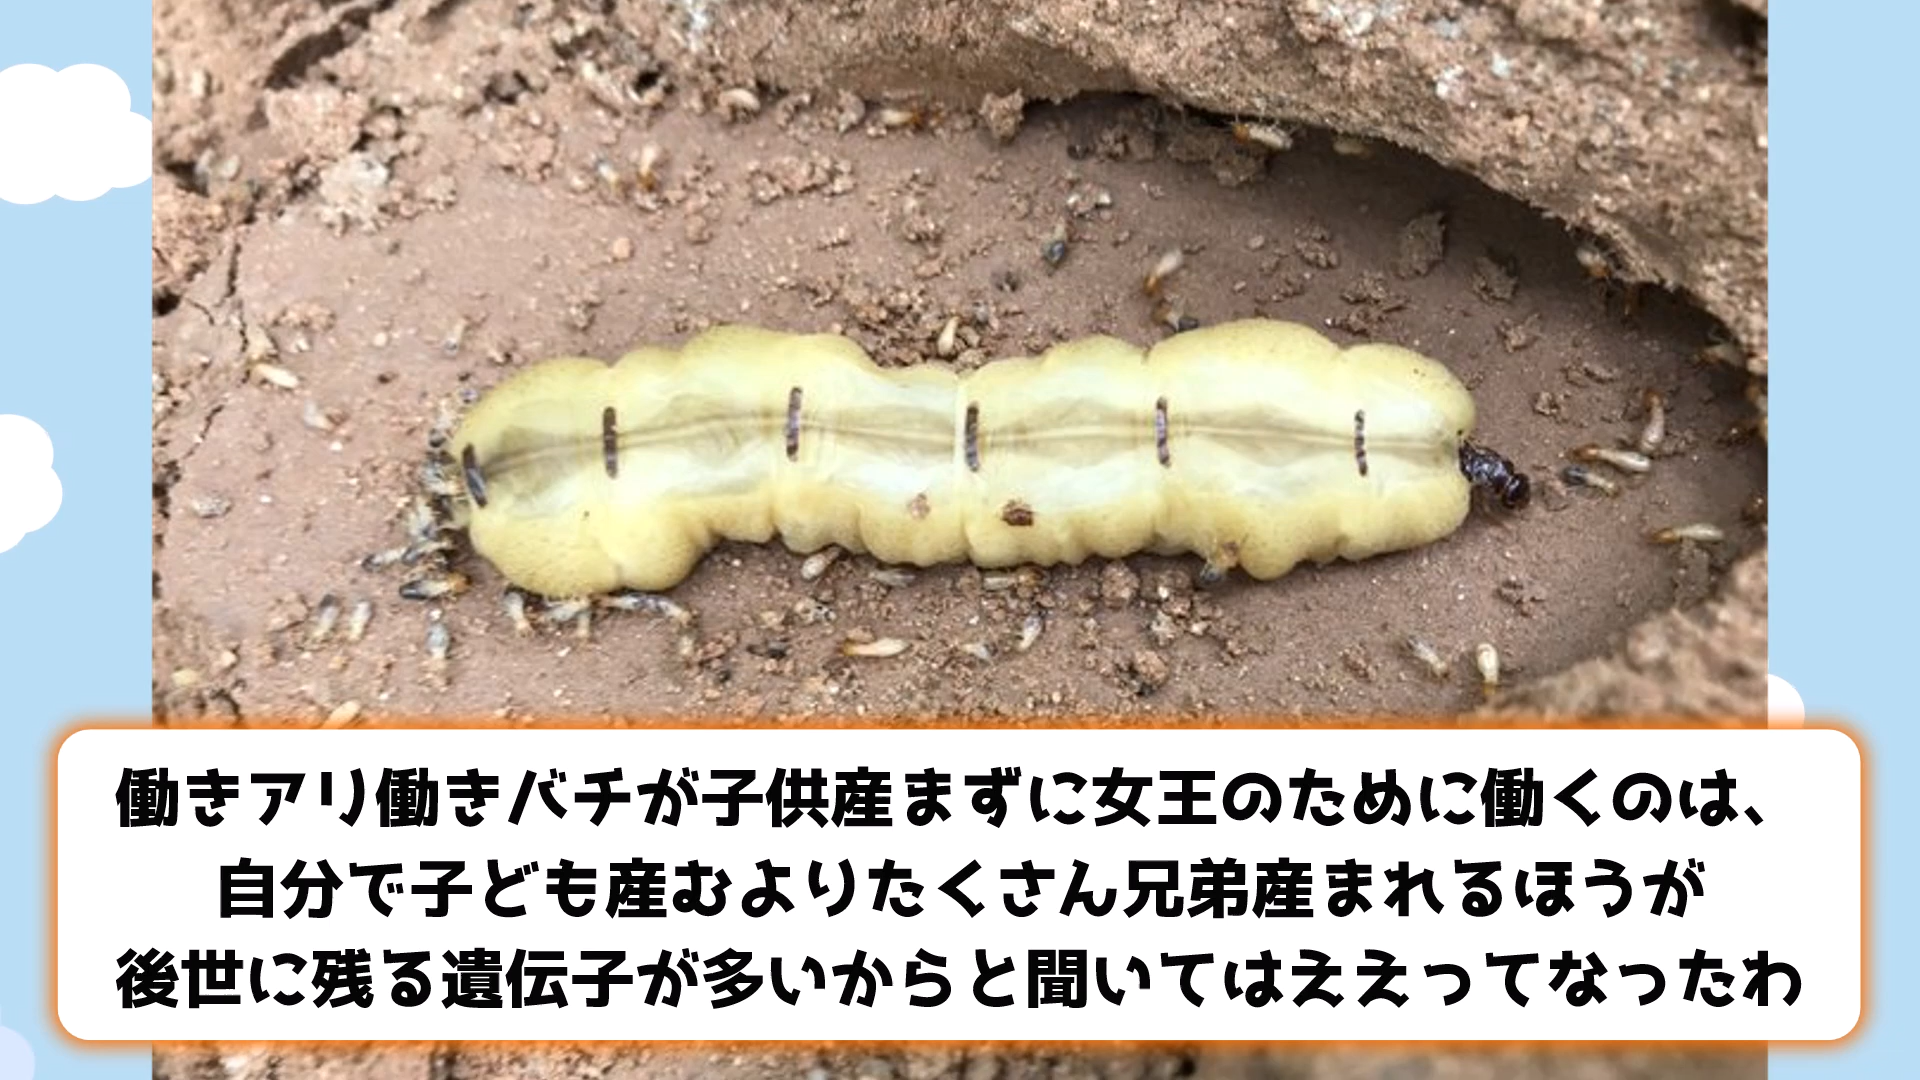 働きアリ働きバチが子供産まずに女王のために働くのは、
自分で子ども産むよりたくさん兄弟産まれるほうが
後世に残る遺伝子が多いからと聞いてはええってなったわ